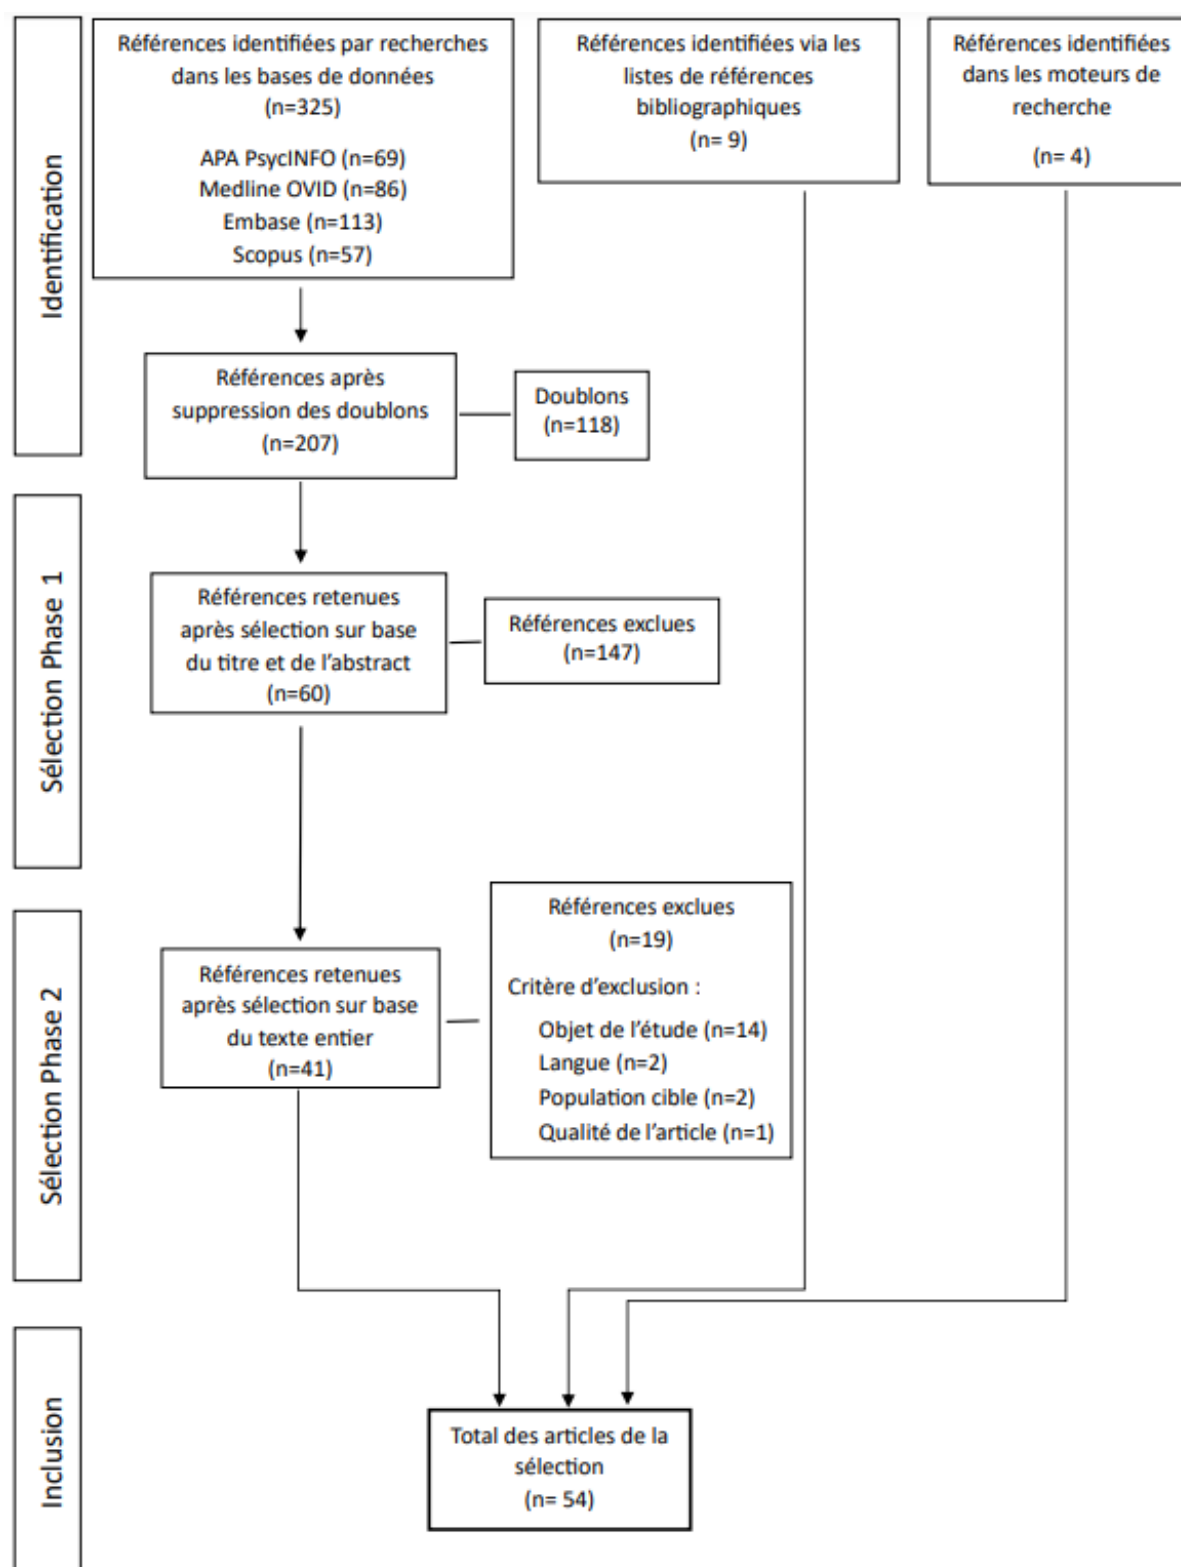 Identification
Références identifiées par recherches
dans les bases de données
(n=325)
APA PsycINFO (n=69)
Medline OVID (n=86)
Embase (n=113)
Scopus (n=57)
Références identifiées via les
listes de références
bibliographiques
(n= 9)
Références identifiées
dans les moteurs de
recherche
(n= 4)
Références après
suppression des doublons
(n=207)
Doublons
(n=118)
Sélection Phase 1
Références retenues
après sélection sur base
du titre et de l’abstract
(n=60)
Références exclues
(n=147)
Sélection Phase 2
Références retenues
après sélection sur base
du texte entier
(n=41)
Références exclues
(n=19)
Critère d’exclusion :
Objet de l’étude (n=14)
Langue (n=2)
Population cible (n=2)
Qualité de l’article (n=1)
Inclusion
Total des articles de la
sélection
(n= 54)